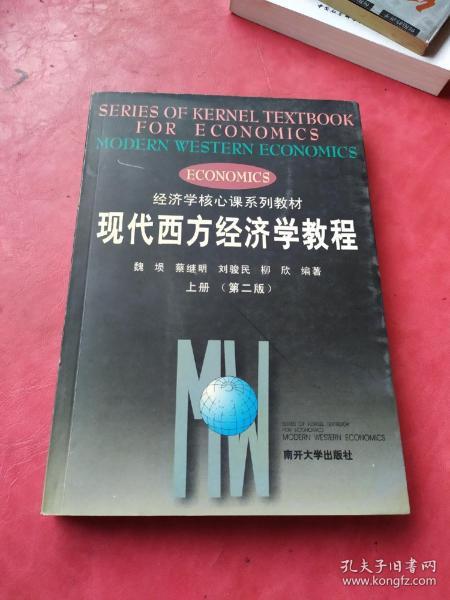 SERIES OF KERNEL TEXTBOOK
FOR ECONOMICS
MODERN WESTERN ECONOMICS
ECONOMICS
经济学核心课系列教材
现代西方经济学教程
魏埙 蔡继明 刘骏民 柳欣 编著
上册 (第二版)
MW
SERIES OF KERNEL TEXTBOOK
FOR ECONOMICS
MODERN WESTERN ECONOMICS
南开大学出版社
孔夫子旧书网
www.kongfz.com